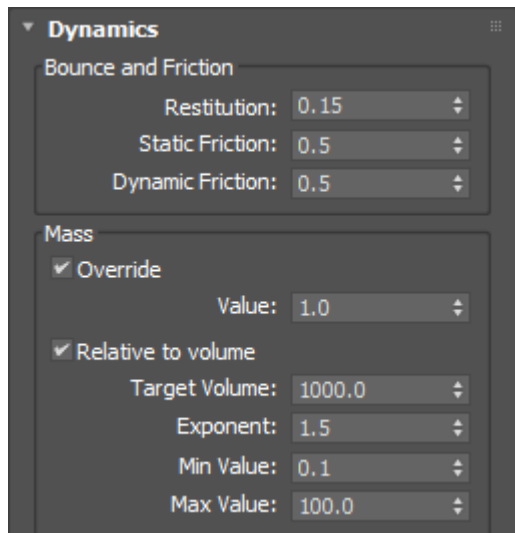 Dynamics
Bounce and Friction
Restitution: 0.15
Static Friction: 0.5
Dynamic Friction: 0.5
Mass
Override
Value: 1.0
Relative to volume
Target Volume: 1000.0
Exponent: 1.5
Min Value: 0.1
Max Value: 100.0